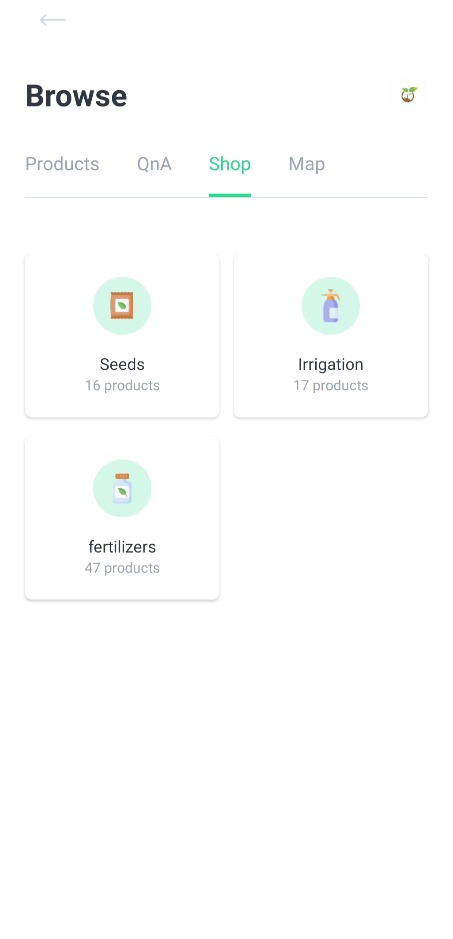 Browse
Products QnA Shop Map
Seeds
16 products
Irrigation
17 products
fertilizers
47 products